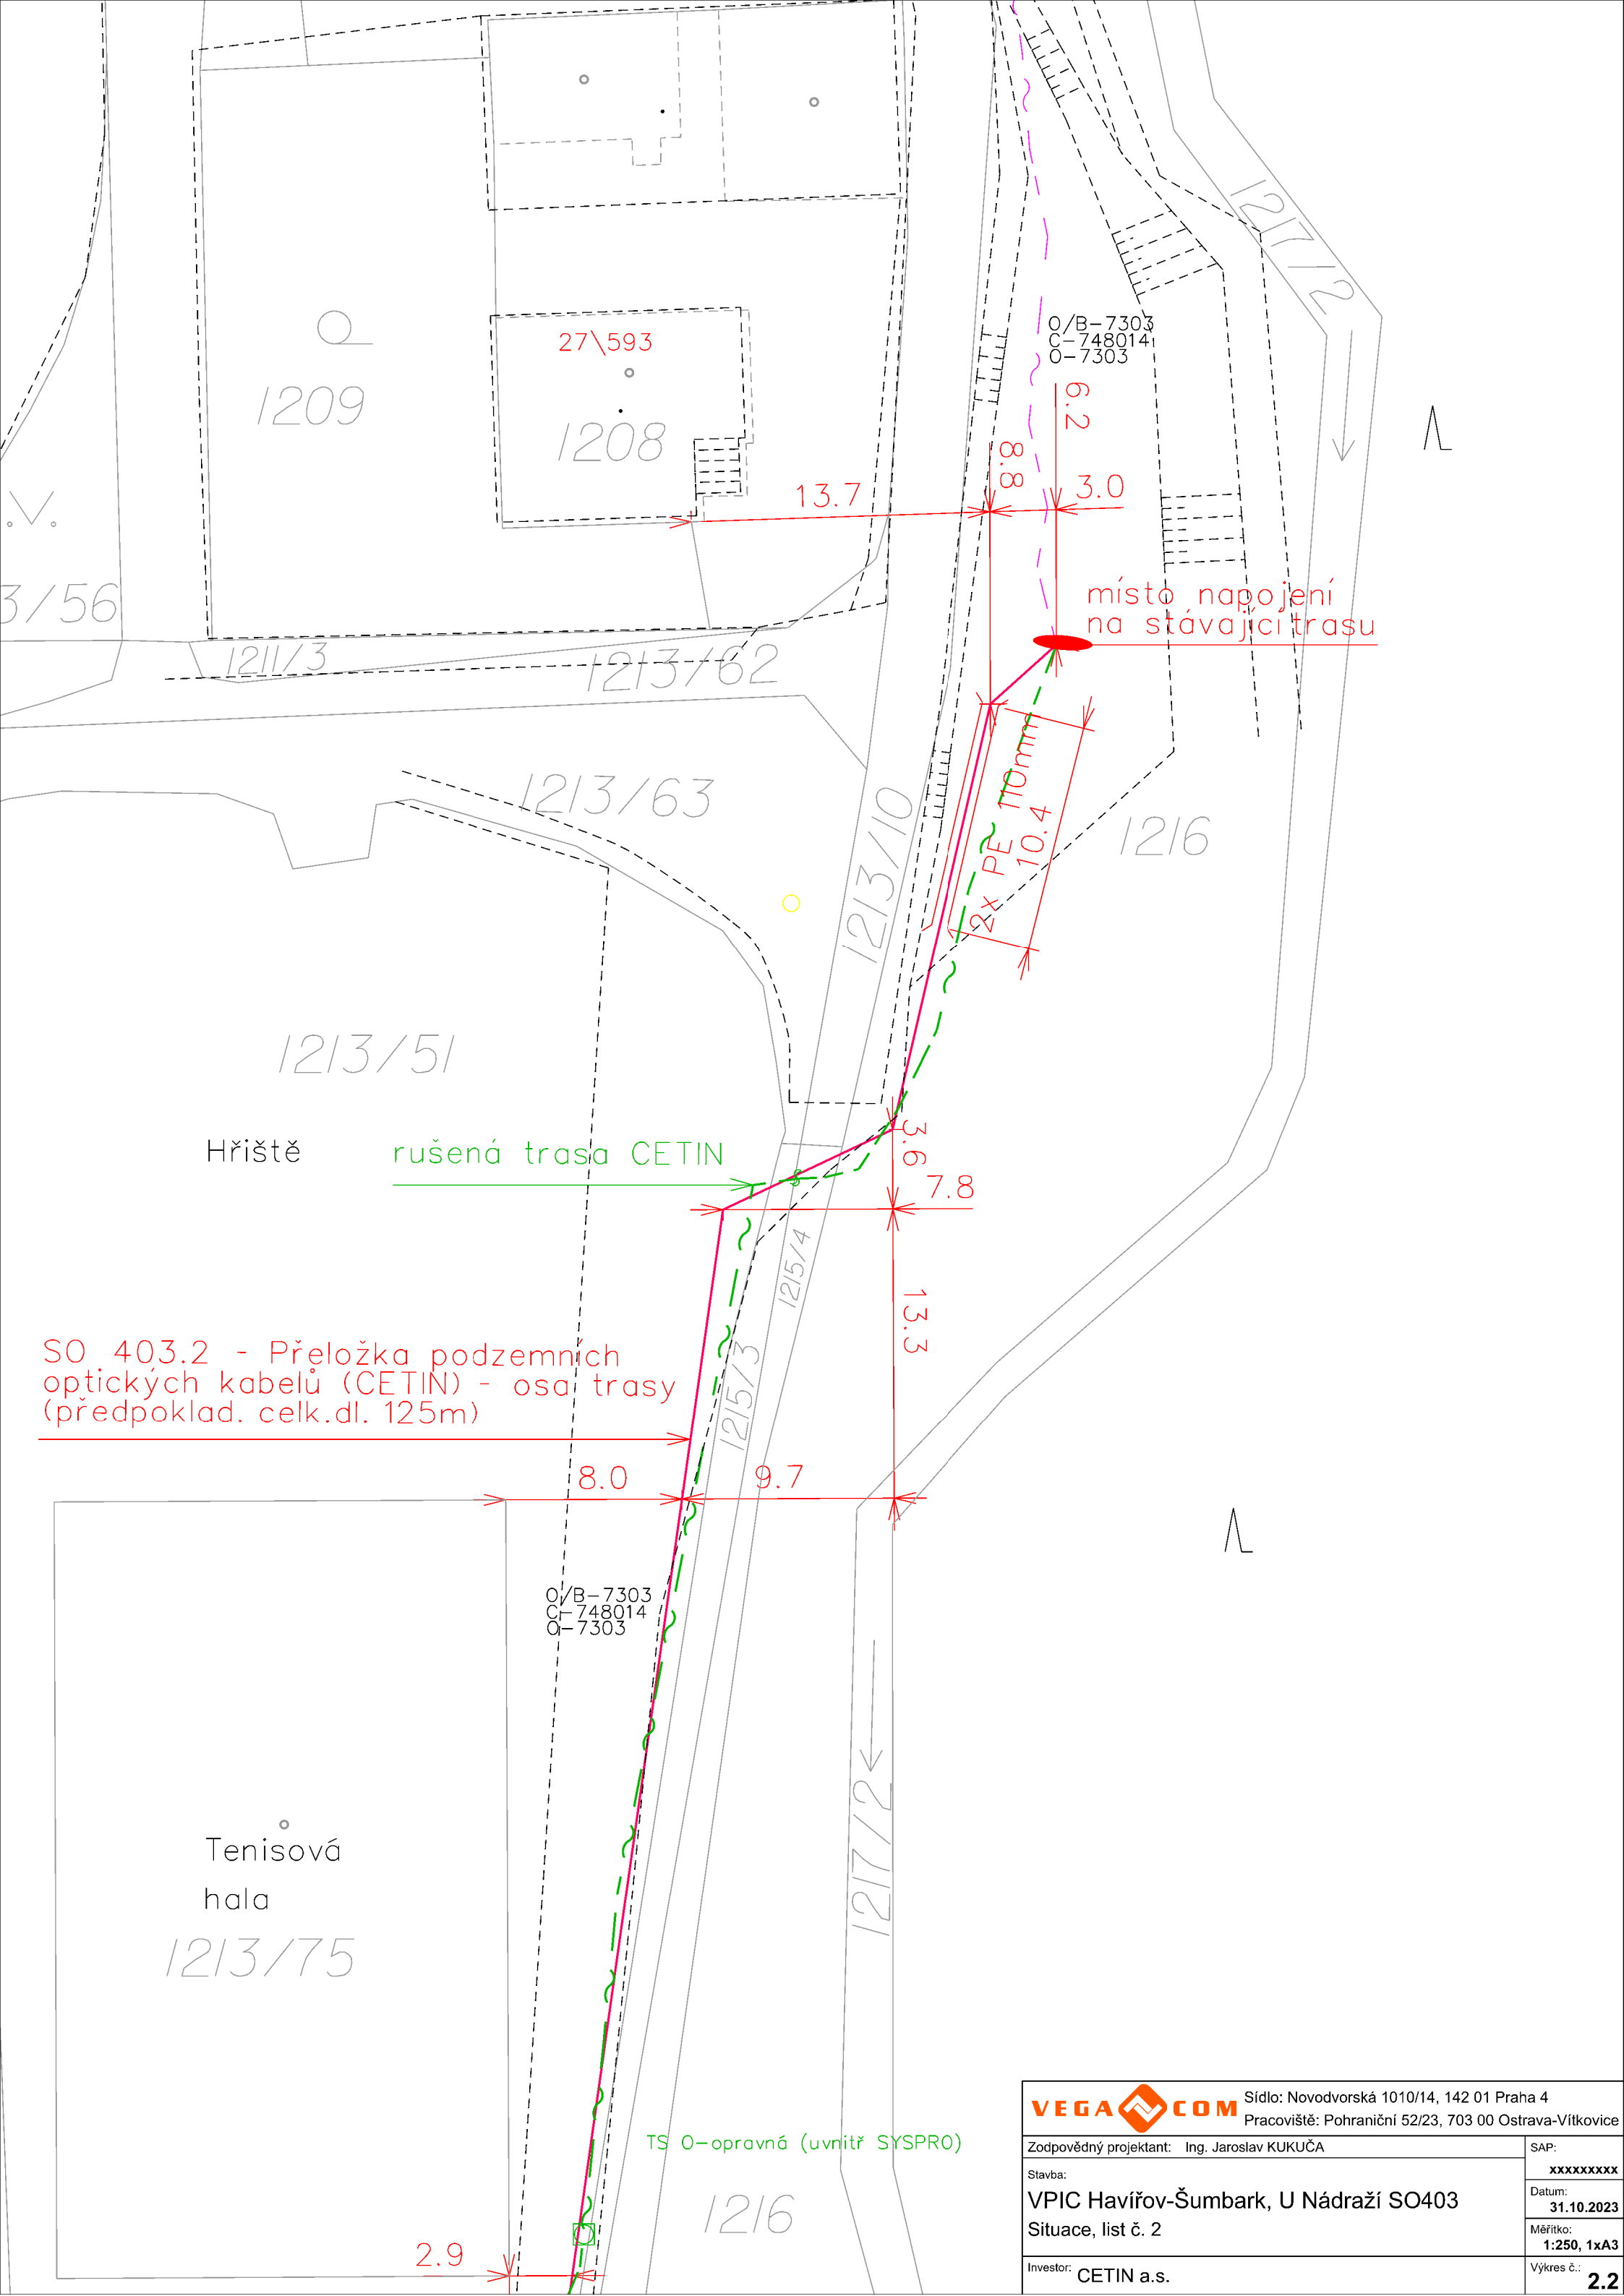 1217/2
O/B-7303
C-748014
O-7303
27\593
1209
1208
6.2
8.8
13.7
3.0
3/56
místo napojení
na stávající trasu
1211/3
1213/62
1213/63
1213/10
2x PE 110mm
10.4
1216
1213/51
Hřiště
rušená trasa CETIN
3.6
7.8
1215/4
13.3
SO 403.2 - Přeložka podzemních
optických kabelů (CETIN) - osa trasy
(předpoklad. celk.dl. 125m)
1215/3
8.0
9.7
O/B-7303
C-748014
O-7303
1217/2
Tenisová
hala
1213/75
TS O-opravná (uvnitř SYSPRO)
1216
2.9
VEGACOM
Sídlo: Novodvorská 1010/14, 142 01 Praha 4
Pracoviště: Pohraniční 52/23, 703 00 Ostrava-Vítkovice
Zodpovědný projektant: Ing. Jaroslav KUKUČA
SAP:
xxxxxxxxx
Stavba:
VPIC Havířov-Šumbark, U Nádraží SO403
Situace, list č. 2
Datum:
31.10.2023
Měřítko:
1:250, 1xA3
Investor: CETIN a.s.
Výkres č.:
2.2